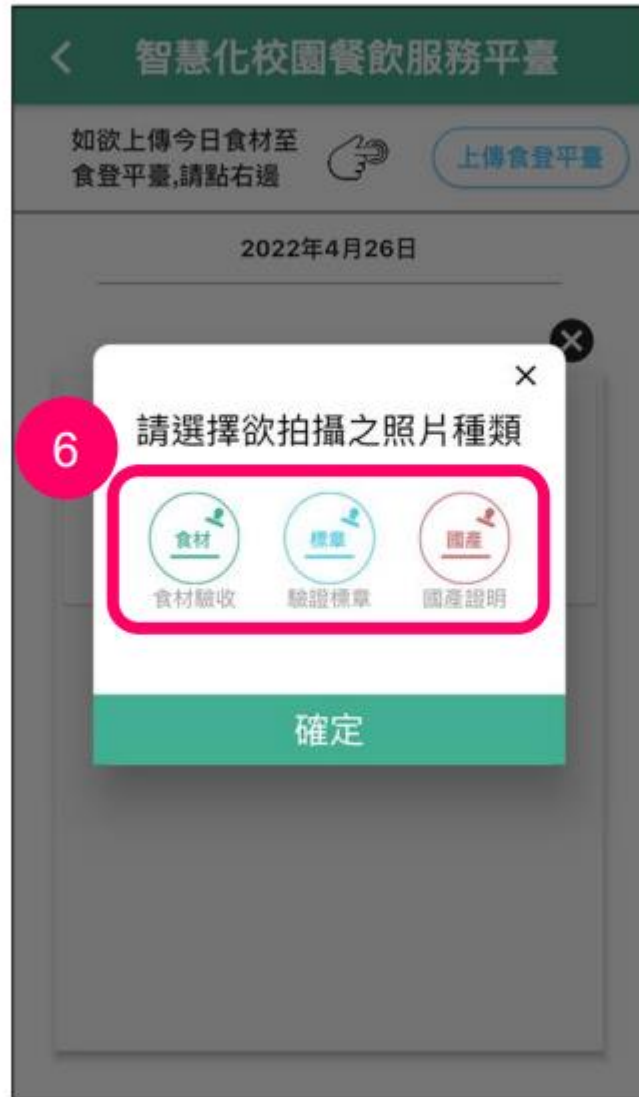 智慧化校園餐飲服務平臺
如欲上傳今日食材至
食登平臺,請點右邊
上傳食登平臺
2022年4月26日
請選擇欲拍攝之照片種類
6
食材 標章 國產
食材驗收 驗證標章 國產證明
確定